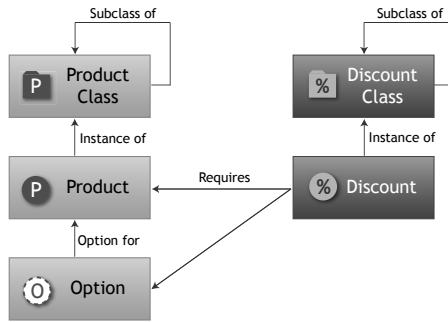 Subclass of
Subclass of
P
Product
Class
%
Discount
Class
Instance of
Instance of
P
Product
Requires
%
Discount
Option for
O
Option